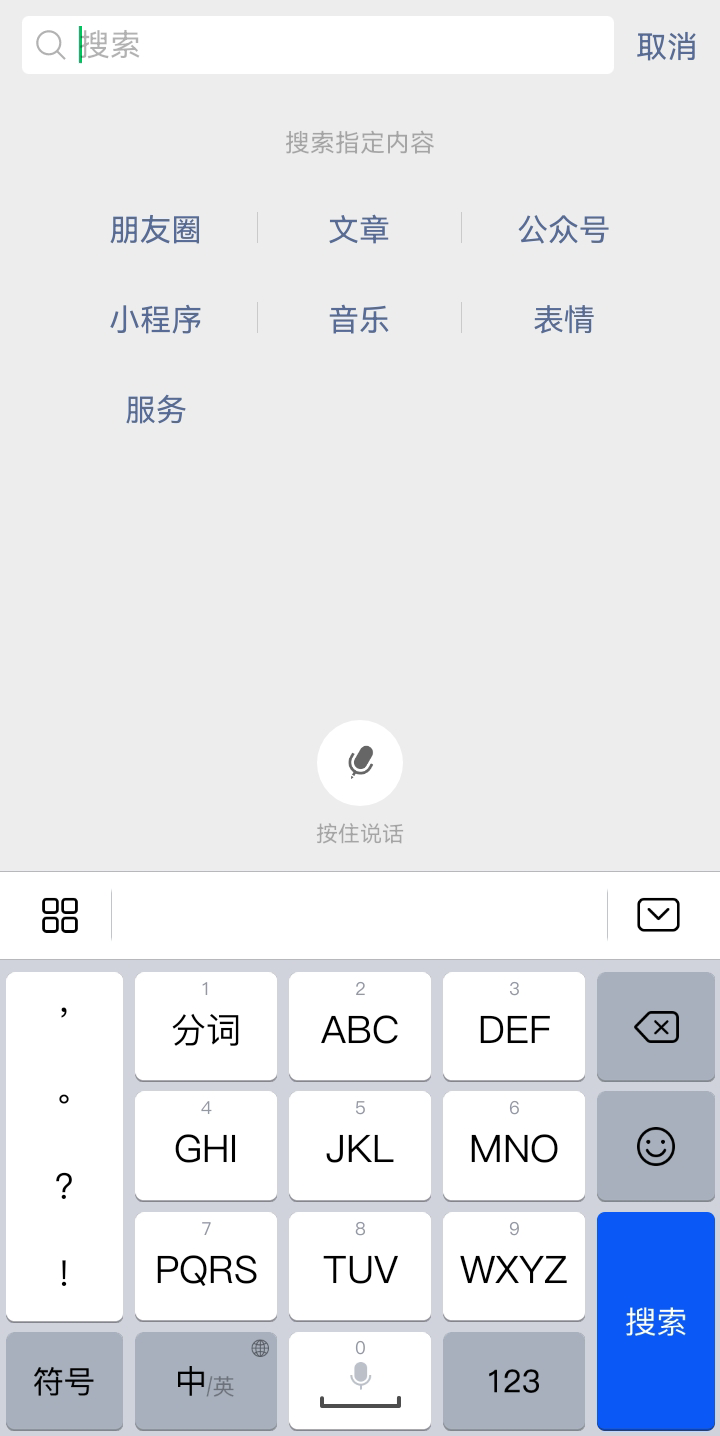 搜索 取消
搜索指定内容
朋友圈 文章 公众号
小程序 音乐 表情
服务
按住说话
， 1 2 3
分词 ABC DEF
。 4 5 6
GHI JKL MNO
？ 7 8 9
！ PQRS TUV WXYZ
搜索
0
符号 中/英 123